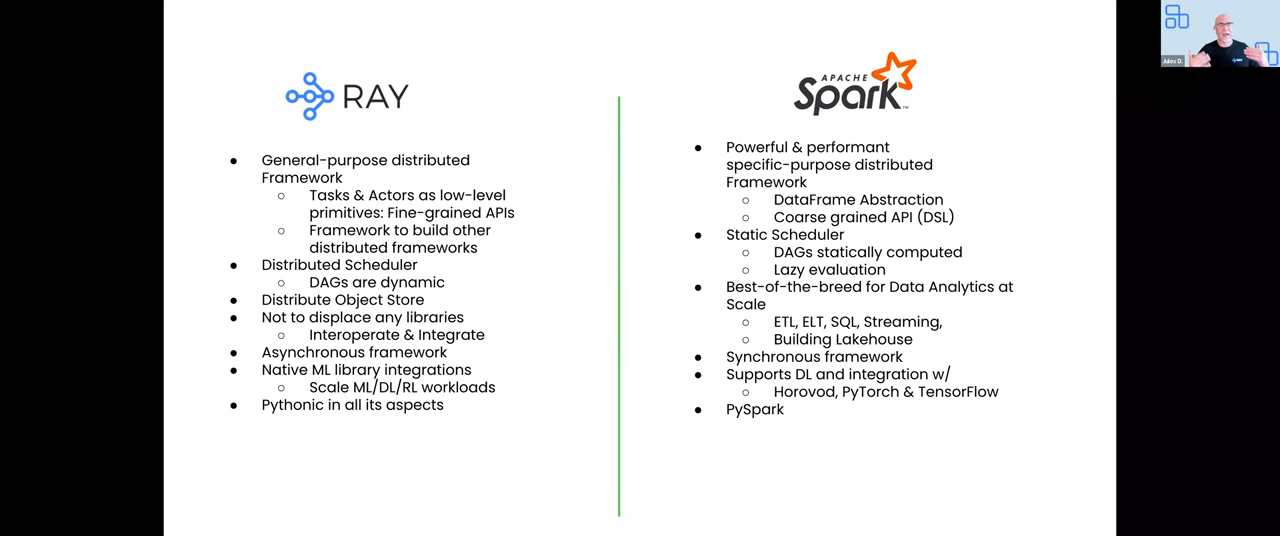 RAY
● General-purpose distributed
Framework
○ Tasks & Actors as low-level
primitives: Fine-grained APIs
○ Framework to build other
distributed frameworks
● Distributed Scheduler
○ DAGs are dynamic
● Distribute Object Store
● Not to displace any libraries
○ Interoperate & Integrate
● Asynchronous framework
● Native ML library integrations
○ Scale ML/DL/RL workloads
● Pythonic in all its aspects
APACHE
Spark™
● Powerful & performant
specific-purpose distributed
Framework
○ DataFrame Abstraction
○ Coarse grained API (DSL)
● Static Scheduler
○ DAGs statically computed
○ Lazy evaluation
● Best-of-the-breed for Data Analytics at
Scale
○ ETL, ELT, SQL, Streaming,
○ Building Lakehouse
● Synchronous framework
● Supports DL and integration w/
○ Horovod, PyTorch & TensorFlow
● PySpark
Jules D.